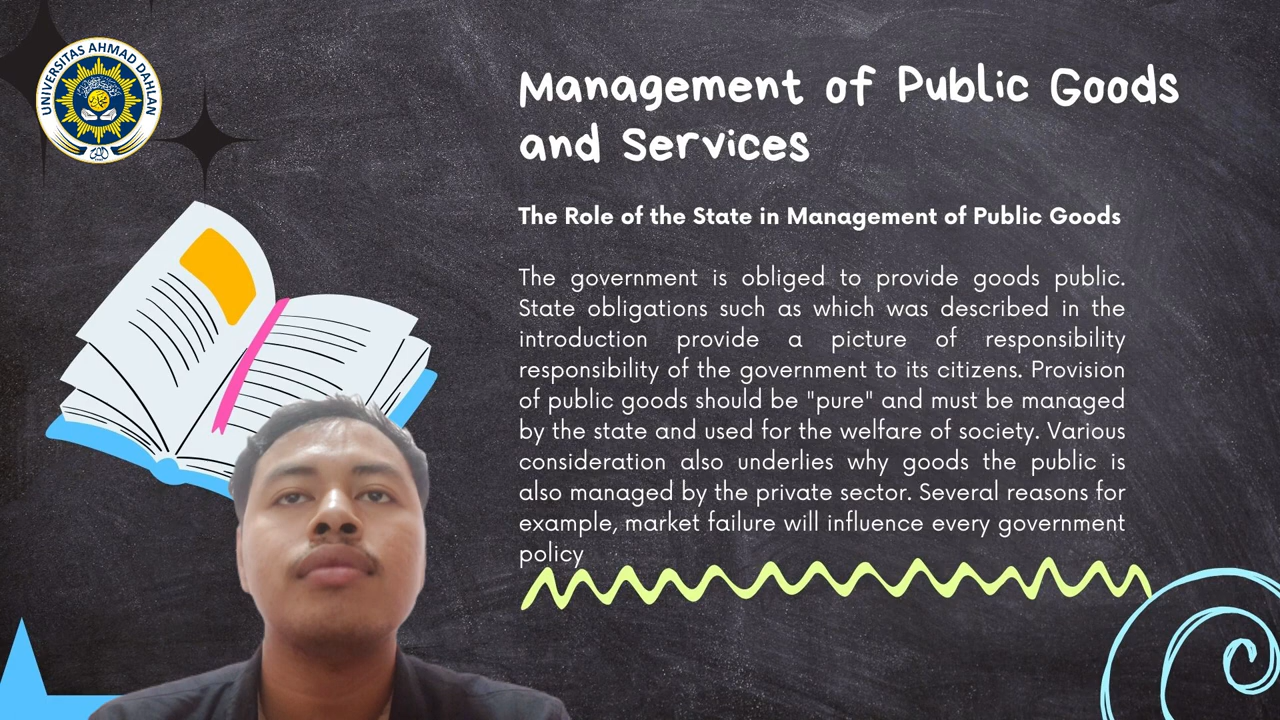 UNIVERSITAS AHMAD DAHLAN
Management of Public Goods
and Services
The Role of the State in Management of Public Goods
The government is obliged to provide goods public.
State obligations such as which was described in the
introduction provide a picture of responsibility
responsibility of the government to its citizens. Provision
of public goods should be "pure" and must be managed
by the state and used for the welfare of society. Various
consideration also underlies why goods the public is
also managed by the private sector. Several reasons for
example, market failure will influence every government
policy